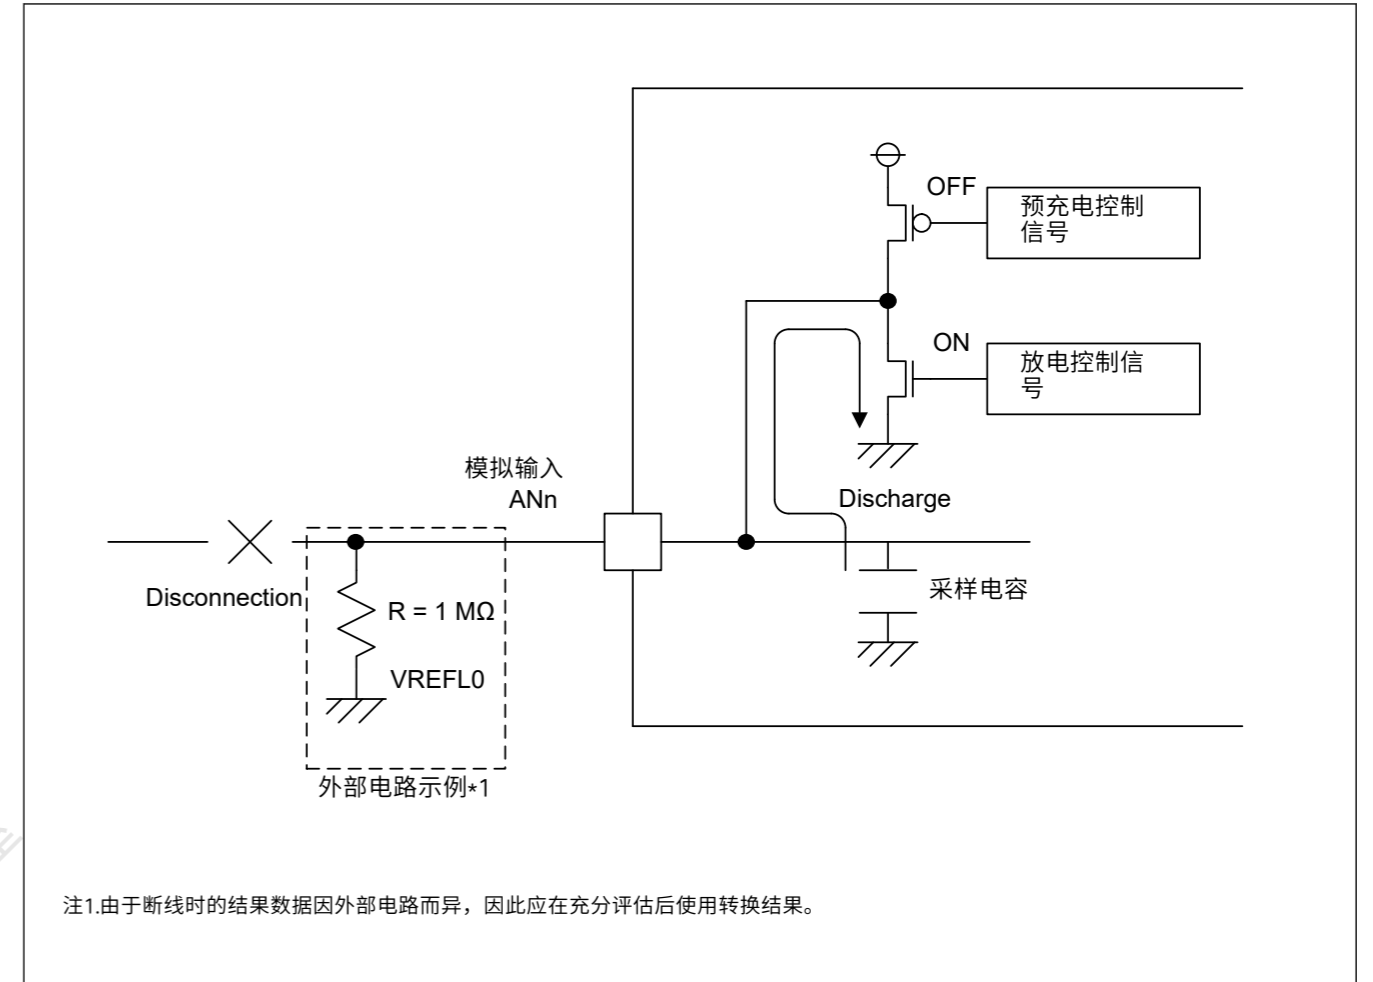 OFF
预充电控制
信号
ON
放电控制信
号
模拟输入
ANn
Discharge
Disconnection
R = 1 MΩ
采样电容
VREFL0
外部电路示例*1
注1.由于断线时的结果数据因外部电路而异，因此应在充分评估后使用转换结果。